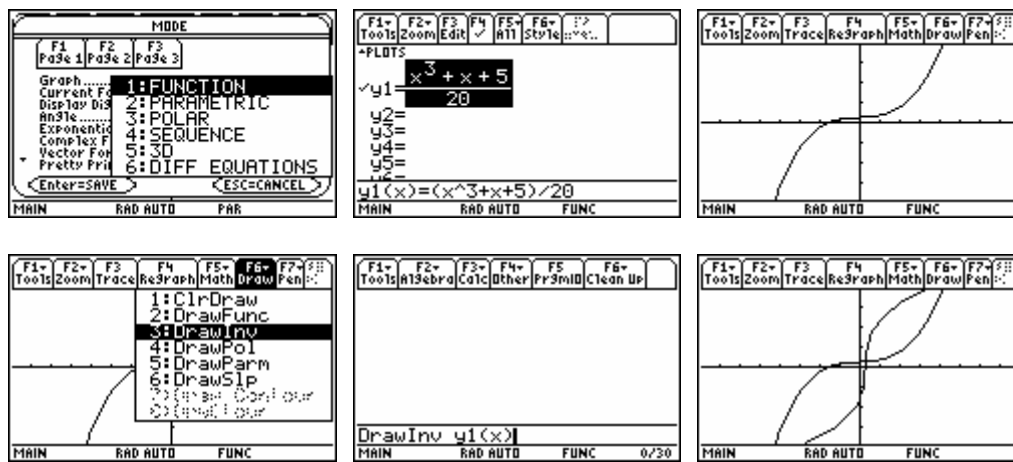 MODE
F1 F2 F3
Page 1 Page 2 Page 3
Graph......
Current Fo
Display Dig
Angle......
Exponentia
Complex F
Vector For
Pretty Pri
1:FUNCTION
2:PARAMETRIC
3:POLAR
4:SEQUENCE
5:3D
6:DIFF EQUATIONS
Enter=SAVE ESC=CANCEL
MAIN RAD AUTO PAR
F1 F2 F3 F4 F5 F6
Tools Zoom Edit ✓ All Style
PLOTS
✓y1= x^3 + x + 5
20
y2=
y3=
y4=
y5=
y1(x)=(x^3+x+5)/20
MAIN RAD AUTO FUNC
F1 F2 F3 F4 F5 F6 F7
Tools Zoom Trace ReGraph Math Draw Pen
MAIN RAD AUTO FUNC
F1 F2 F3 F4 F5 F6 F7
Tools Zoom Trace ReGraph Math Draw Pen
1:ClrDraw
2:DrawFunc
3:DrawInv
4:DrawPol
5:DrawParm
6:DrawSlp
MAIN RAD AUTO FUNC
F1 F2 F3 F4 F5 F6
Tools Algebra Calc Other PrgmIO Clean Up
DrawInv y1(x)
MAIN RAD AUTO FUNC 0/30
F1 F2 F3 F4 F5 F6 F7
Tools Zoom Trace ReGraph Math Draw Pen
MAIN RAD AUTO FUNC